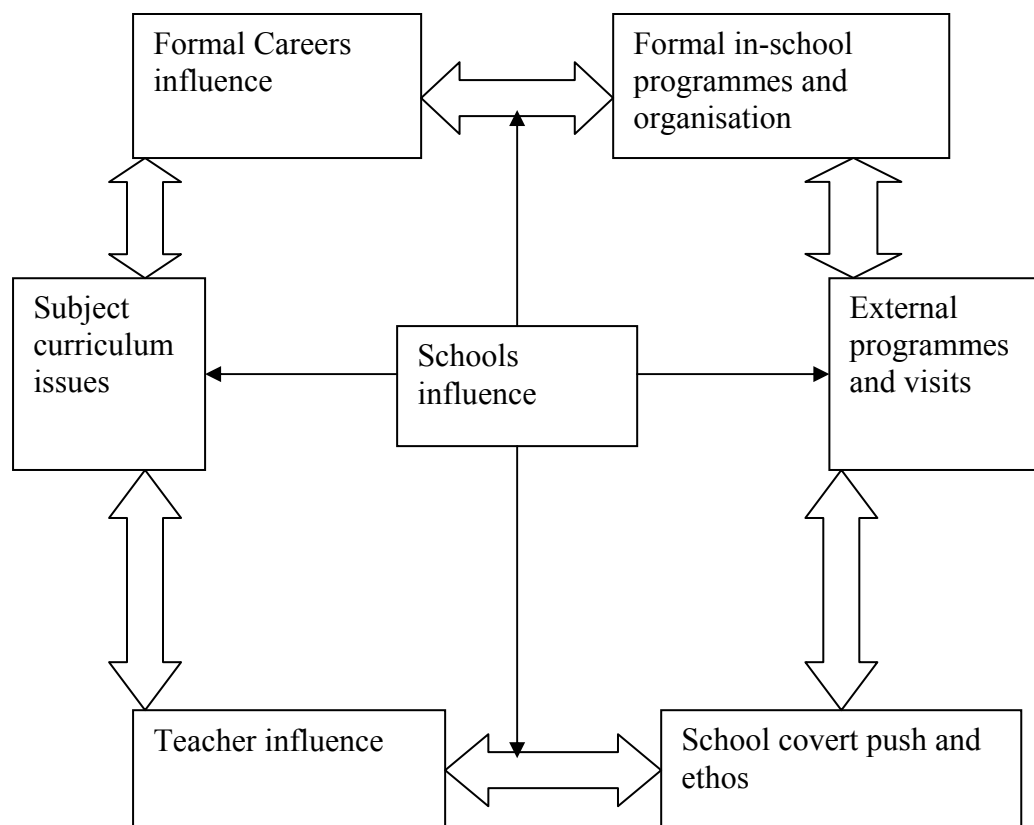 Formal Careers
influence
Formal in-school
programmes and
organisation
Subject
curriculum
issues
Schools
influence
External
programmes
and visits
Teacher influence
School covert push and
ethos